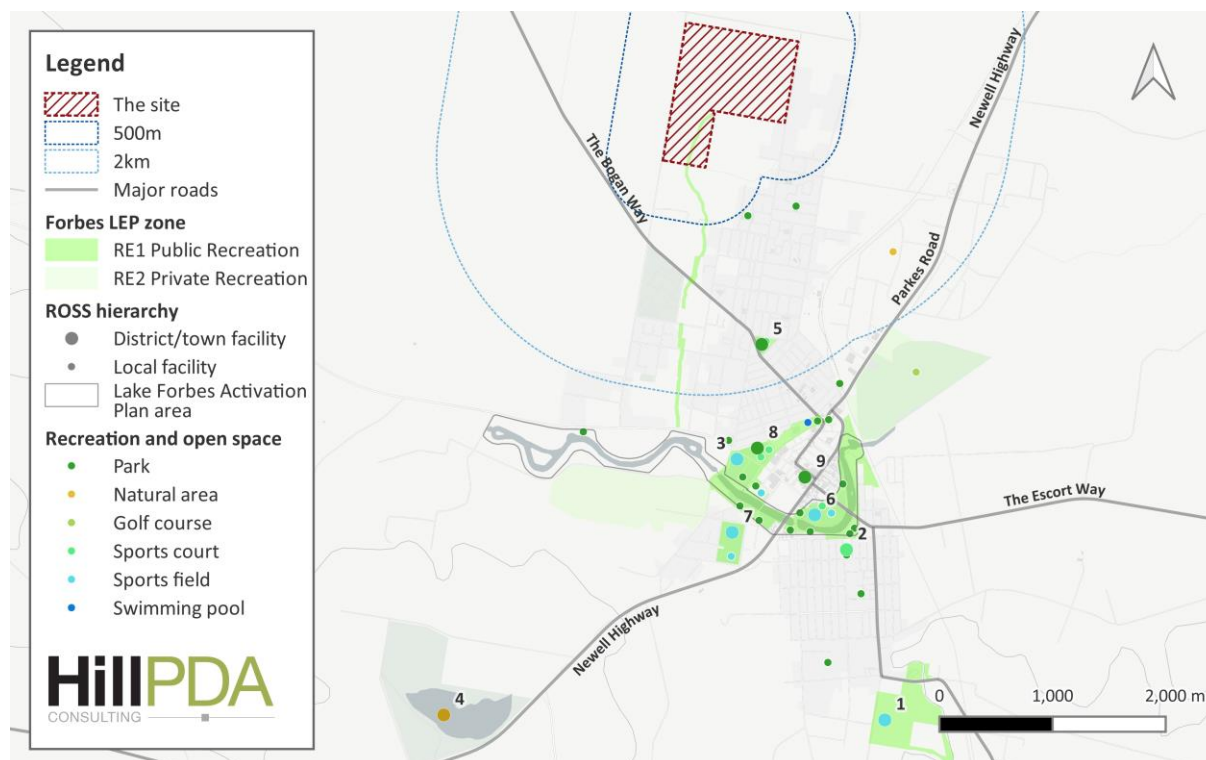 Legend
The site
500m
2km
Major roads
Forbes LEP zone
RE1 Public Recreation
RE2 Private Recreation
ROSS hierarchy
District/town facility
Local facility
Lake Forbes Activation
Plan area
Recreation and open space
Park
Natural area
Golf course
Sports court
Sports field
Swimming pool
HillPDA
CONSULTING
The Bogan Way
Newell Highway
Parkes Road
5
3
8
9
6
7
2
The Escort Way
Newell Highway
4
1
0
1,000
2,000 m